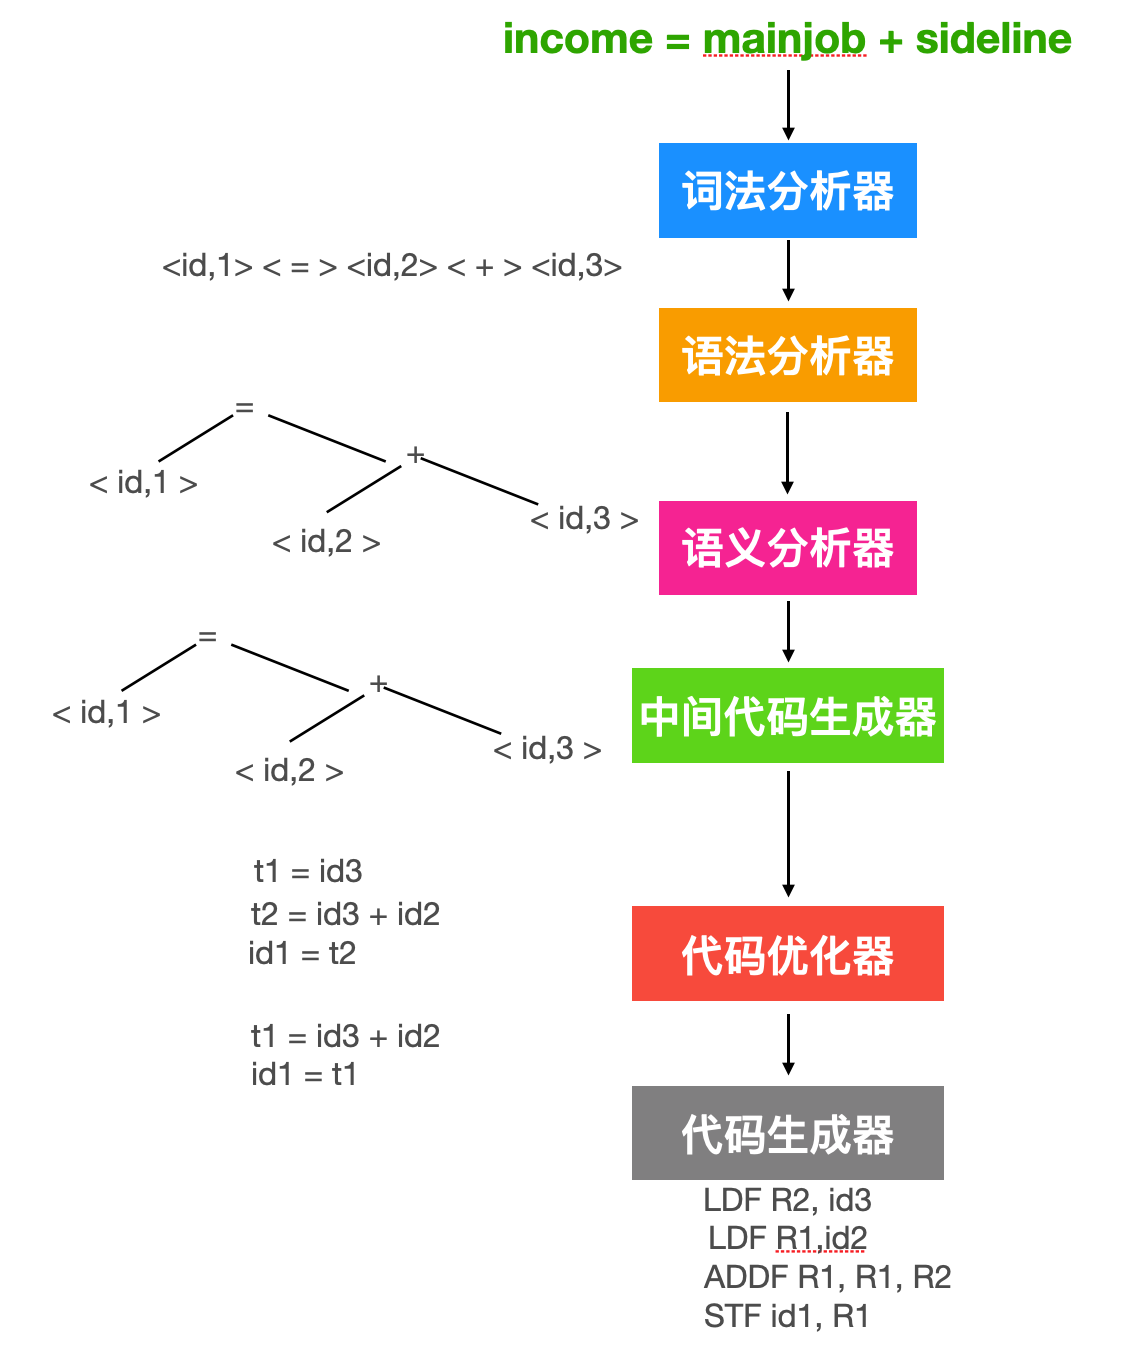 income = mainjob + sideline
词法分析器
<id,1> < = > <id,2> < + > <id,3>
语法分析器
=
+
< id,1 >
< id,3 >
< id,2 >
语义分析器
=
+
< id,1 >
< id,3 >
< id,2 >
中间代码生成器
t1 = id3
t2 = id3 + id2
id1 = t2
代码优化器
t1 = id3 + id2
id1 = t1
代码生成器
LDF R2, id3
LDF R1,id2
ADDF R1, R1, R2
STF id1, R1